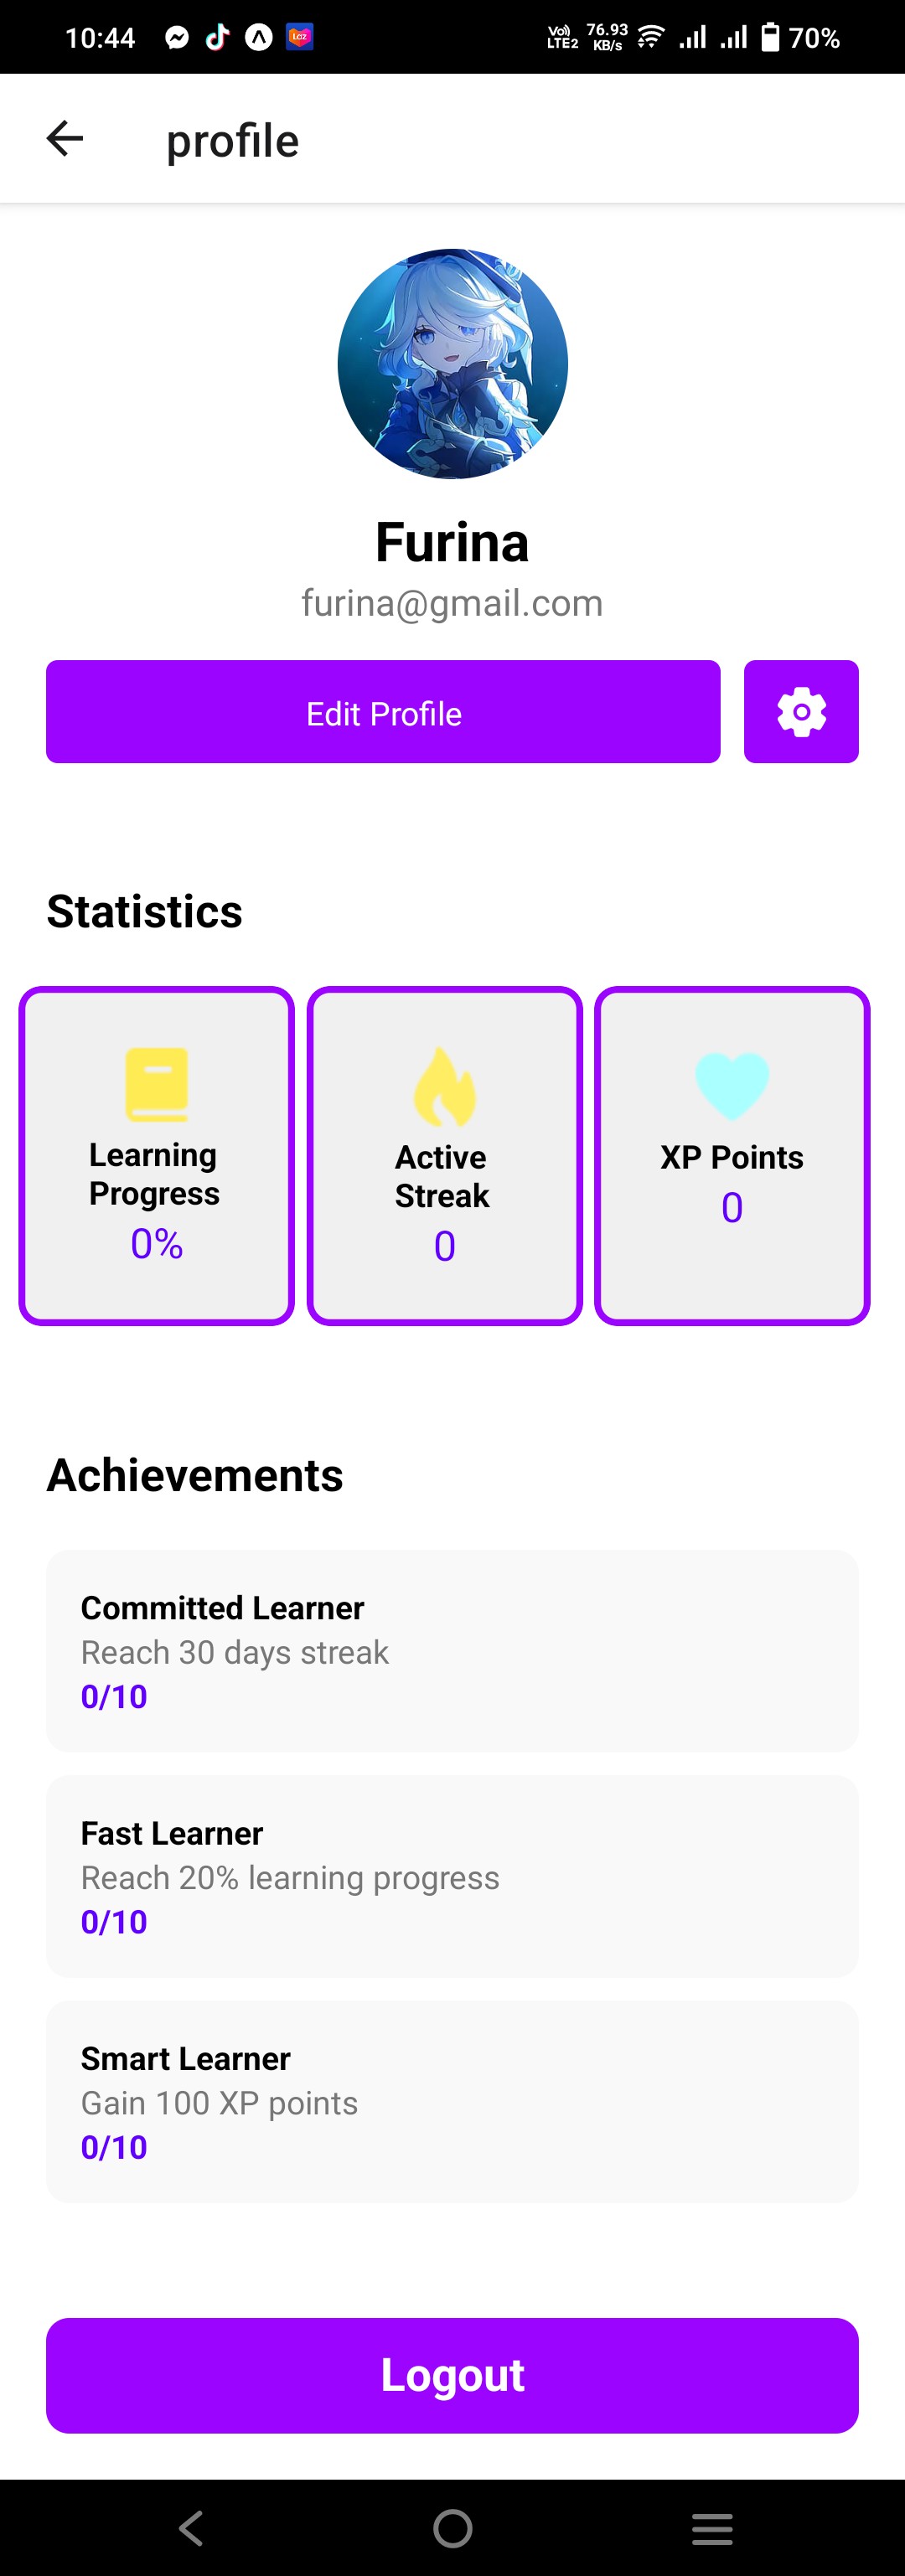 10:44
Loz
Vo)) LTE2
76.93 KB/s
70%
profile
Furina
furina@gmail.com
Edit Profile
Statistics
Learning
Progress
0%
Active
Streak
0
XP Points
0
Achievements
Committed Learner
Reach 30 days streak
0/10
Fast Learner
Reach 20% learning progress
0/10
Smart Learner
Gain 100 XP points
0/10
Logout